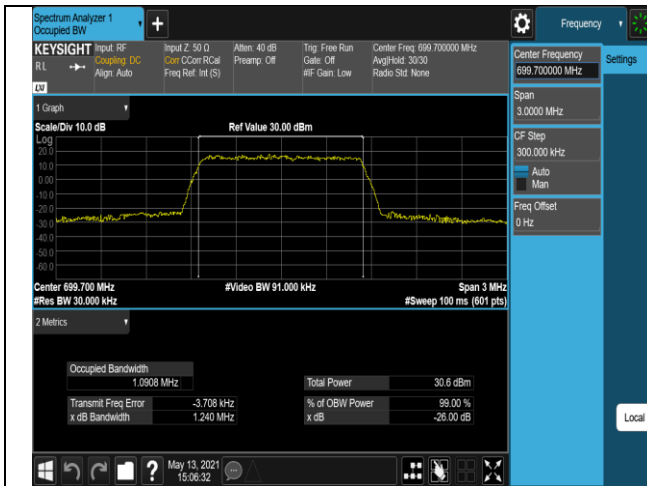 Spectrum Analyzer 1
Occupied BW
+
Frequency
KEYSIGHT
RL
LXI
Input: RF
Coupling: DC
Align: Auto
Input Z: 50 Ω
Corr CCorr RCal
Freq Ref: Int (S)
Atten: 40 dB
Preamp: Off
Trig: Free Run
Gate: Off
#IF Gain: Low
Center Freq: 699.700000 MHz
Avg|Hold: 30/30
Radio Std: None
Center Frequency
699.700000 MHz
Settings
Span
3.0000 MHz
CF Step
300.000 kHz
Auto
Man
Freq Offset
0 Hz
Local
1 Graph
Scale/Div 10.0 dB
Ref Value 30.00 dBm
Log
20.0
10.0
0.00
-10.0
-20.0
-30.0
-40.0
-50.0
-60.0
Center 699.700 MHz
#Video BW 91.000 kHz
Span 3 MHz
#Res BW 30.000 kHz
#Sweep 100 ms (601 pts)
2 Metrics
Occupied Bandwidth
1.0908 MHz
Total Power 30.6 dBm
Transmit Freq Error -3.708 kHz
% of OBW Power 99.00 %
x dB Bandwidth 1.240 MHz
x dB -26.00 dB
?
May 13, 2021
15:06:32